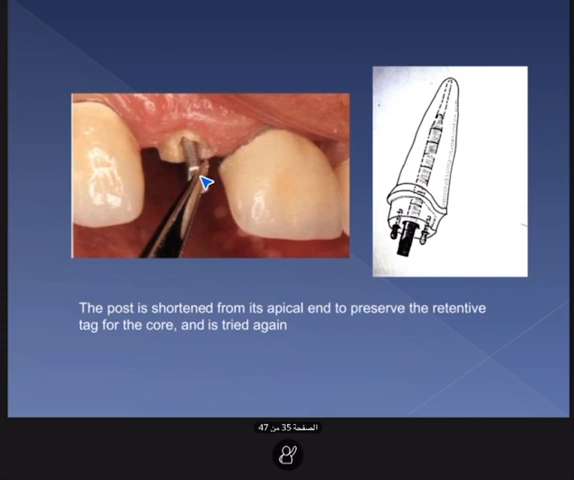 The post is shortened from its apical end to preserve the retentive
tag for the core, and is tried again
الصفحة 35 من 47